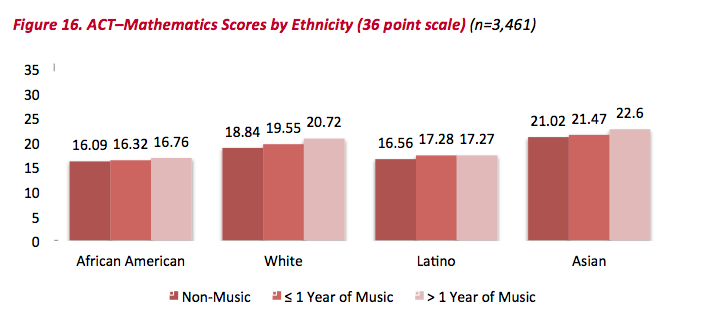 Figure 16. ACT–Mathematics Scores by Ethnicity (36 point scale) (n=3,461)
35
30
25
20
15
10
5
0
16.09 16.32 16.76
18.84 19.55 20.72
16.56 17.28 17.27
21.02 21.47 22.6
African American White Latino Asian
Non-Music ≤ 1 Year of Music > 1 Year of Music